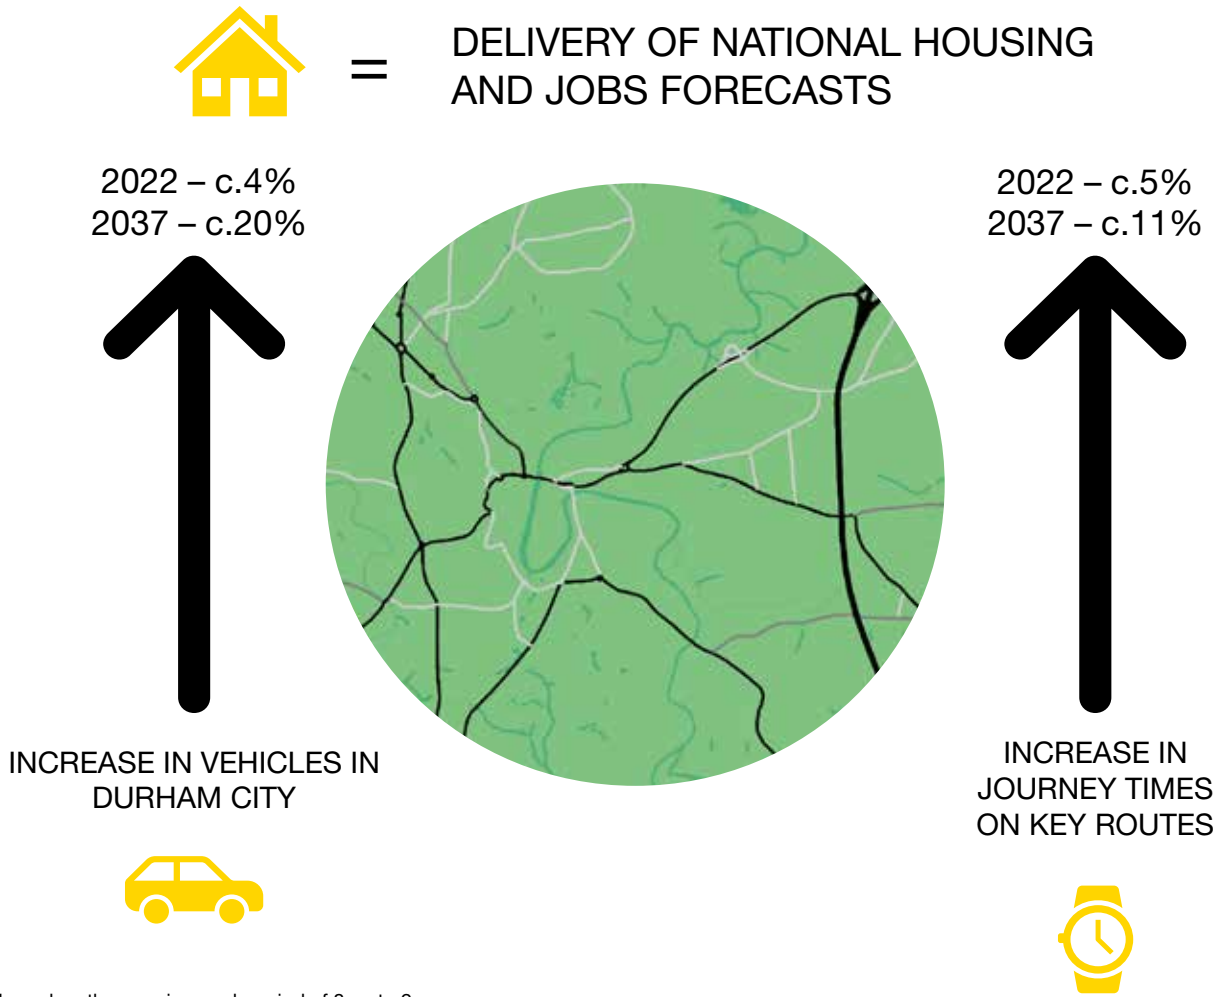 =
DELIVERY OF NATIONAL HOUSING
AND JOBS FORECASTS
2022 – c.4%
2037 – c.20%
2022 – c.5%
2037 – c.11%
INCREASE IN VEHICLES IN
DURHAM CITY
INCREASE IN
JOURNEY TIMES
ON KEY ROUTES